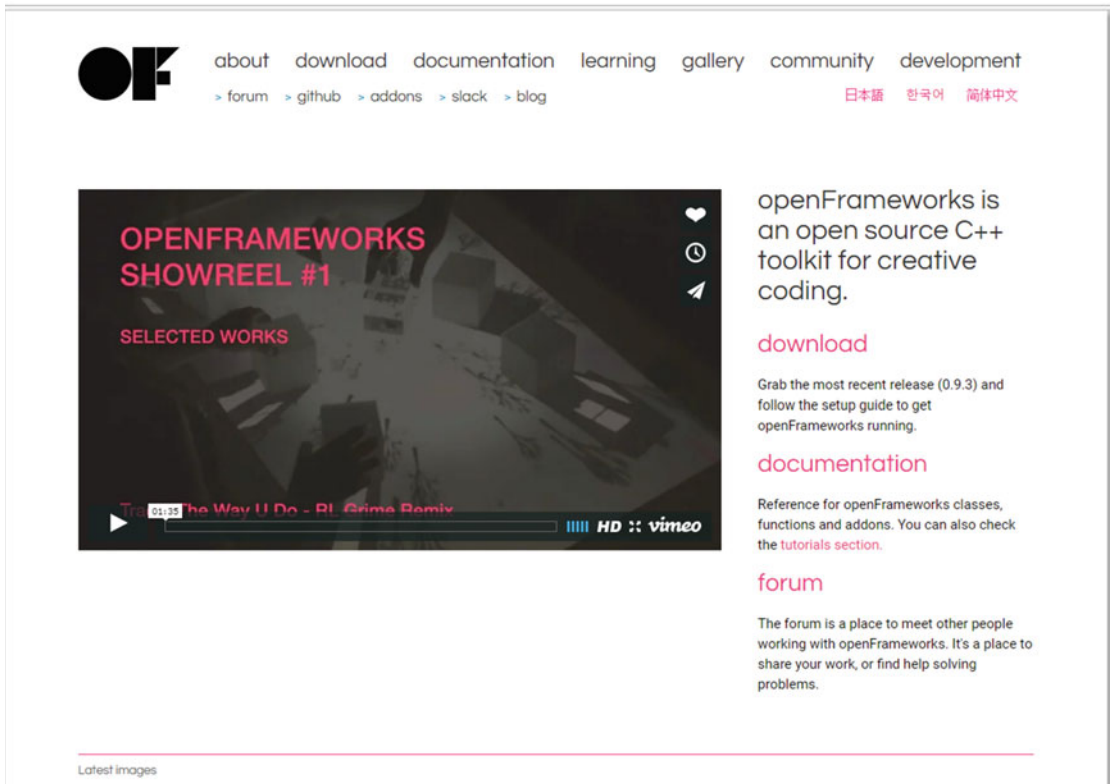 OF
about download documentation learning gallery community development
> forum > github > addons > slack > blog
日本語 한국어 简体中文
OPENFRAMEWORKS
SHOWREEL #1
SELECTED WORKS
The Way U Do - RL Grime Remix
01:35
HD vimeo
openFrameworks is
an open source C++
toolkit for creative
coding.
download
Grab the most recent release (0.9.3) and
follow the setup guide to get
openFrameworks running.
documentation
Reference for openFrameworks classes,
functions and addons. You can also check
the tutorials section.
forum
The forum is a place to meet other people
working with openFrameworks. It's a place to
share your work, or find help solving
problems.
Latest images